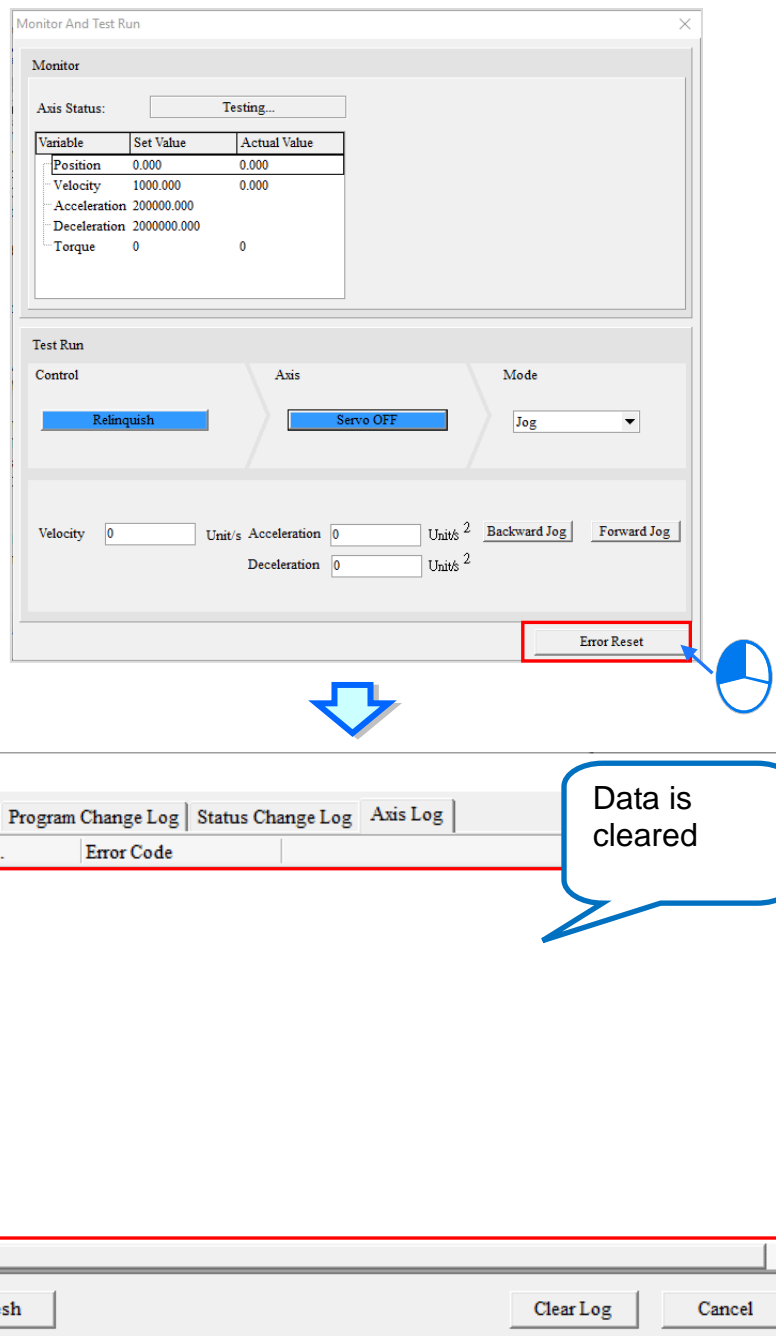 Monitor And Test Run
Monitor
Axis Status: Testing...
Variable Set Value Actual Value
Position 0.000 0.000
Velocity 1000.000 0.000
Acceleration 200000.000
Deceleration 2000000.000
Torque 0 0
Test Run
Control Axis Mode
Relinquish Servo OFF Jog
Velocity 0 Unit/s Acceleration 0 Unit/s 2 Backward Jog Forward Jog
Deceleration 0 Unit/s 2
Error Reset
Data is
cleared
Program Change Log Status Change Log Axis Log
. Error Code
sh Clear Log Cancel